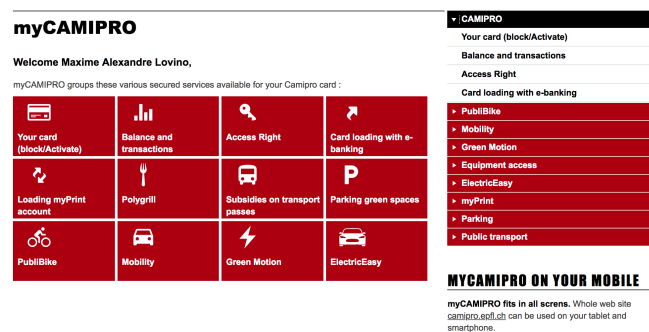 myCAMIPRO
Welcome Maxime Alexandre Lovino,
myCAMIPRO groups these various secured services available for your Camipro card :
Your card
(block/Activate)
Balance and
transactions
Access Right
Card loading with e-
banking
Loading myPrint
account
Polygrill
Subsidies on transport
passes
P
Parking green spaces
PubliBike
Mobility
Green Motion
ElectricEasy
CAMIPRO
Your card (block/Activate)
Balance and transactions
Access Right
Card loading with e-banking
PubliBike
Mobility
Green Motion
Equipment access
ElectricEasy
myPrint
Parking
Public transport
MYCAMIPRO ON YOUR MOBILE
myCAMIPRO fits in all screns. Whole web site
camipro.epfl.ch can be used on your tablet and
smartphone.